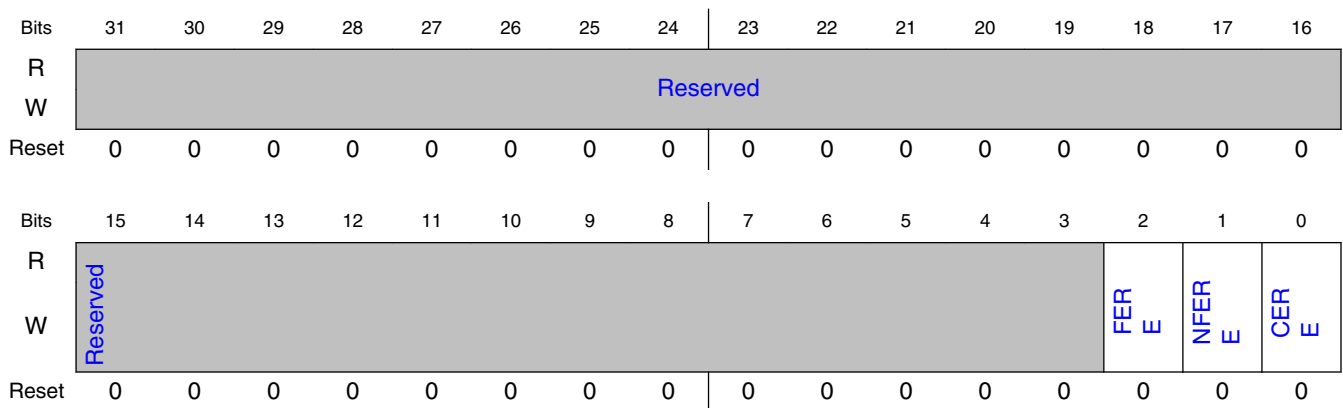 Bits 31 30 29 28 27 26 25 24 23 22 21 20 19 18 17 16
R
Reserved
W
Reset 0 0 0 0 0 0 0 0 0 0 0 0 0 0 0 0
Bits 15 14 13 12 11 10 9 8 7 6 5 4 3 2 1 0
R
W
Reserved
FER
E
NFER
E
CER
E
Reset 0 0 0 0 0 0 0 0 0 0 0 0 0 0 0 0